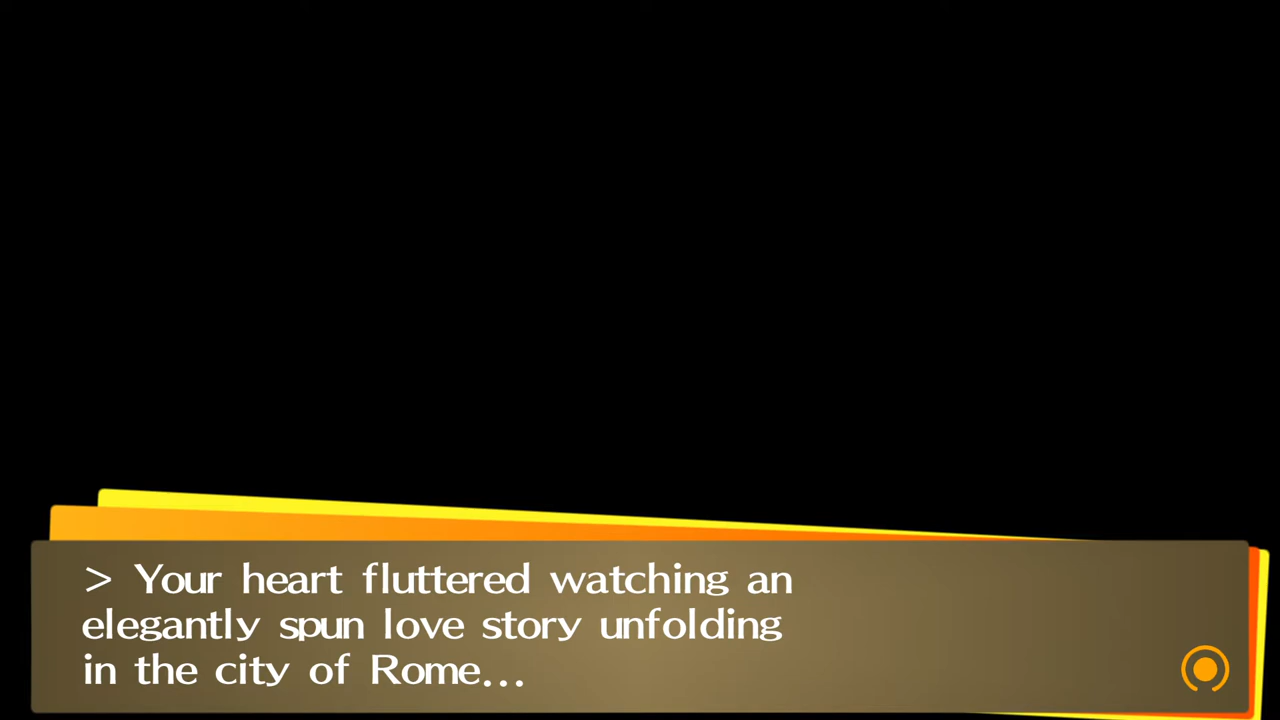 > Your heart fluttered watching an
elegantly spun love story unfolding
in the city of Rome...